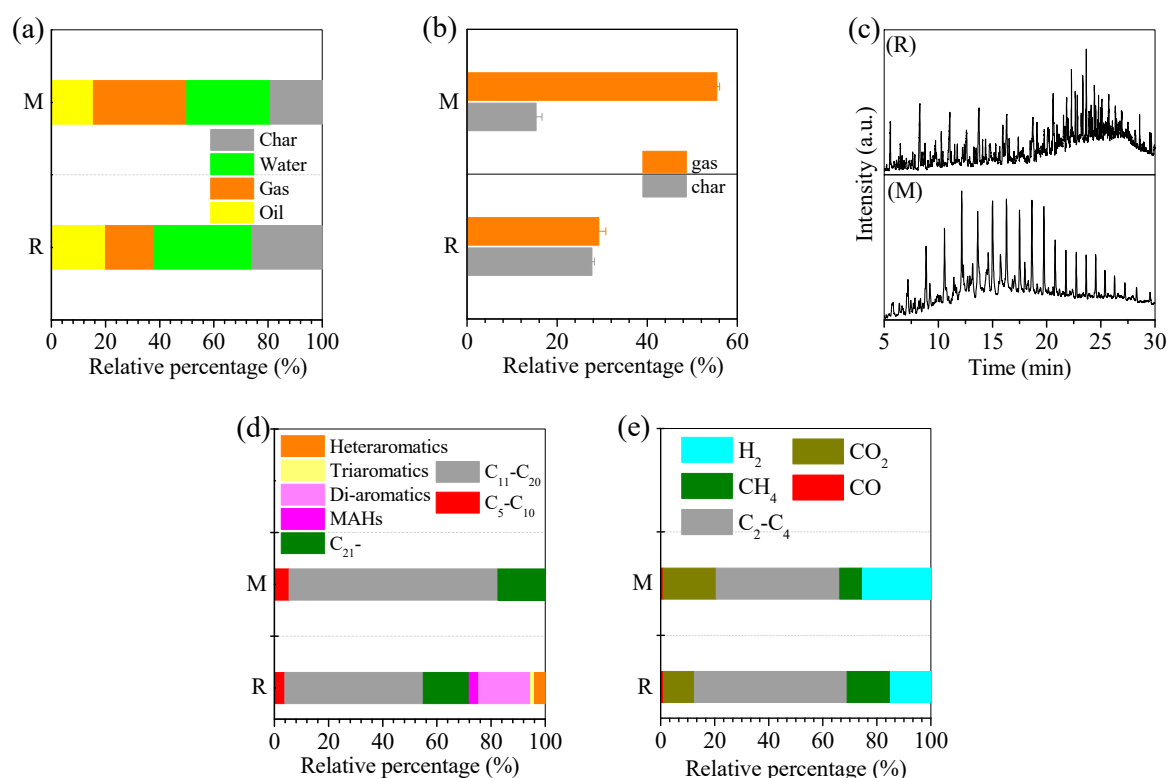 (a)
M
R
Char
Water
Gas
Oil
0 20 40 60 80 100
Relative percentage (%)
(b)
M
R
gas
char
0 20 40 60
Relative percentage (%)
(c)
(R)
(M)
Intensity (a.u.)
5 10 15 20 25 30
Time (min)
(d)
Heteraromatics
Triaromatics
Di-aromatics
MAHs
C21-
C11-C20
C5-C10
M
R
0 20 40 60 80 100
Relative percentage (%)
(e)
H2
CH4
C2-C4
CO2
CO
M
R
0 20 40 60 80 100
Relative percentage (%)